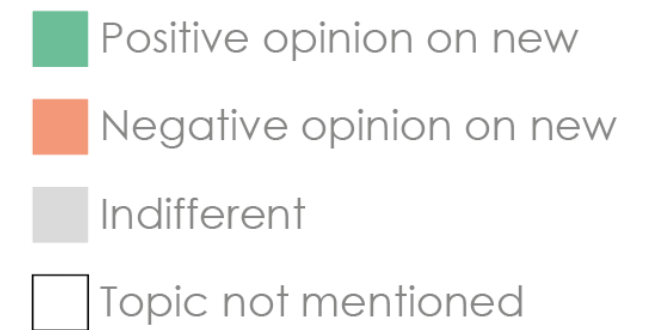 Positive opinion on new
Negative opinion on new
Indifferent
Topic not mentioned